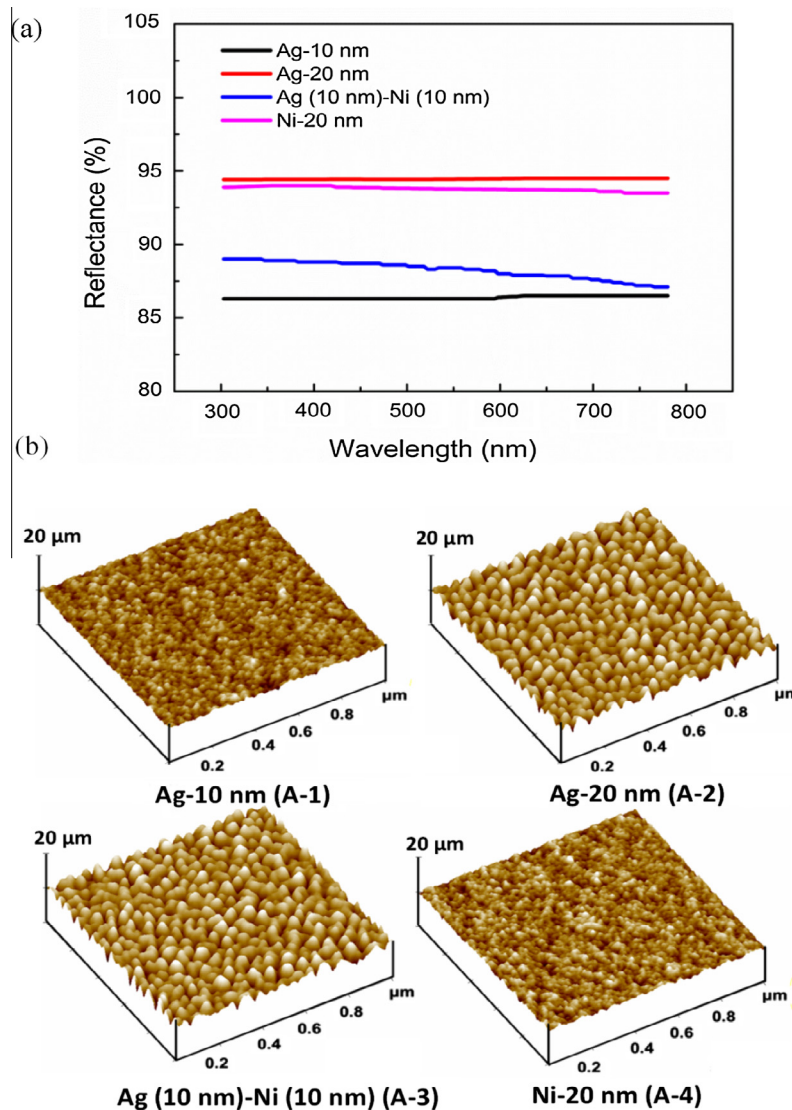 (a)
105
100
95
90
85
80
Reflectance (%)
Ag-10 nm
Ag-20 nm
Ag (10 nm)-Ni (10 nm)
Ni-20 nm
300 400 500 600 700 800
Wavelength (nm)
(b)
20 μm
0.2 0.4 0.6 0.8 μm
Ag-10 nm (A-1)
20 μm
0.2 0.4 0.6 0.8 μm
Ag-20 nm (A-2)
20 μm
0.2 0.4 0.6 0.8 μm
Ag (10 nm)-Ni (10 nm) (A-3)
20 μm
0.2 0.4 0.6 0.8 μm
Ni-20 nm (A-4)